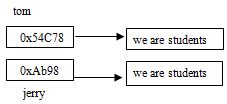 tom
0x54C78
we are students
0xAb98
we are students
jerry